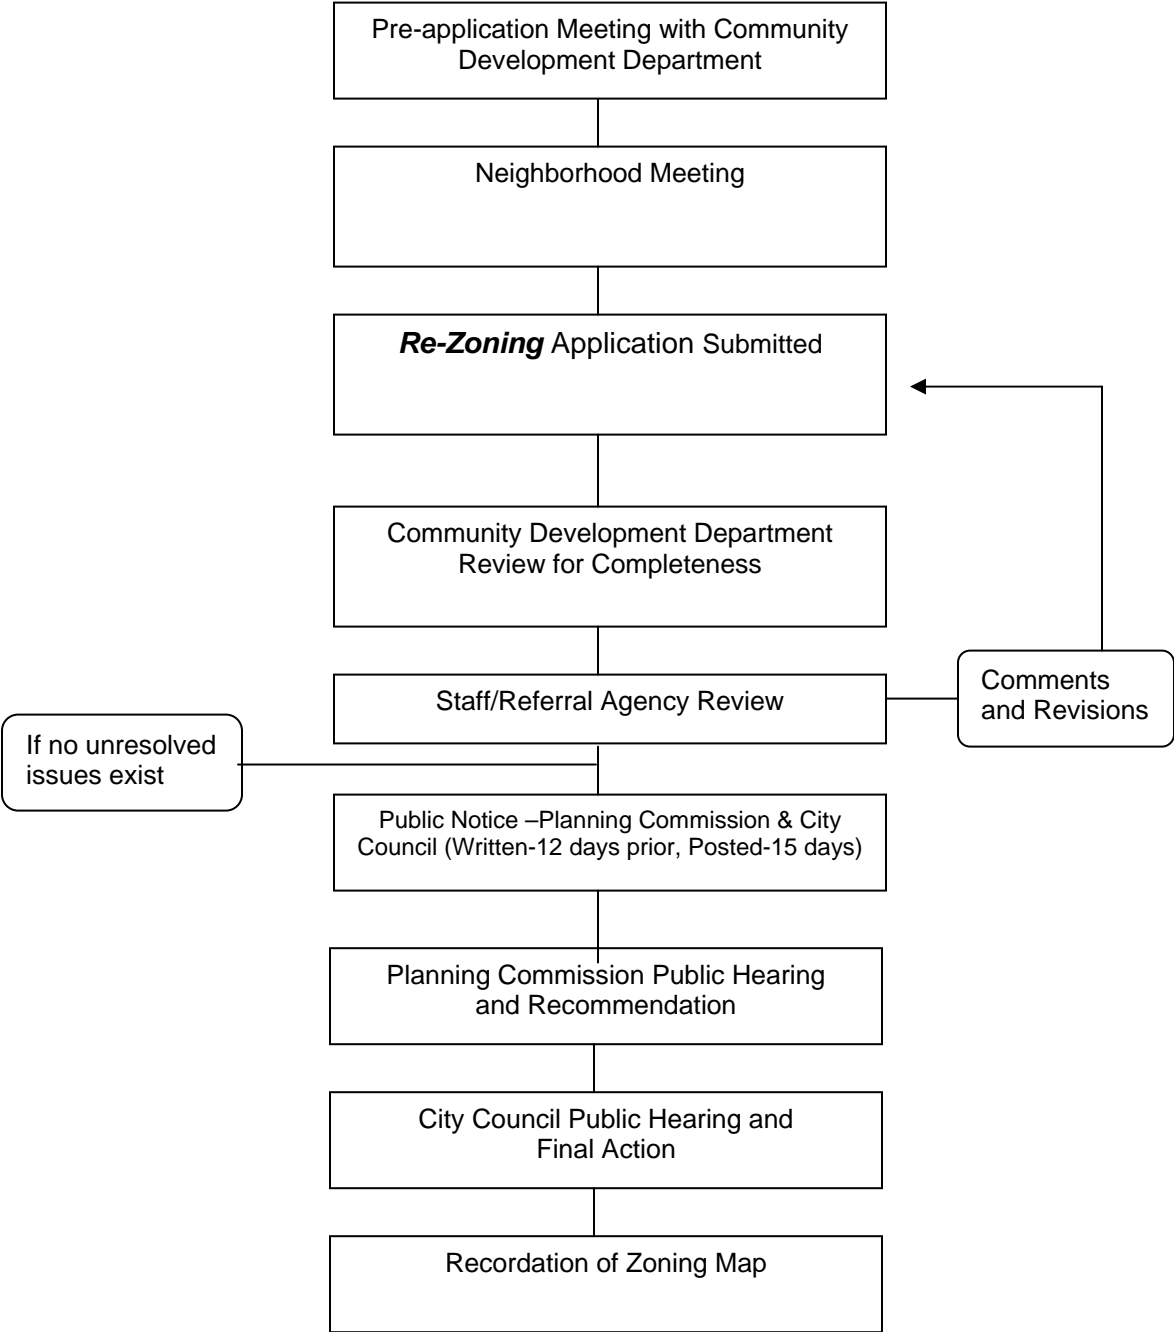 Pre-application Meeting with Community
Development Department
Neighborhood Meeting
Re-Zoning Application Submitted
Community Development Department
Review for Completeness
Staff/Referral Agency Review
Comments
and Revisions
If no unresolved
issues exist
Public Notice –Planning Commission & City
Council (Written-12 days prior, Posted-15 days)
Planning Commission Public Hearing
and Recommendation
City Council Public Hearing and
Final Action
Recordation of Zoning Map